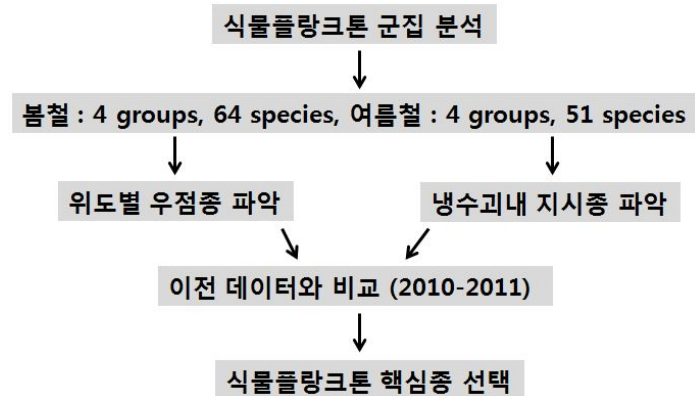 식물플랑크톤 군집 분석
봄철 : 4 groups, 64 species, 여름철 : 4 groups, 51 species
위도별 우점종 파악
냉수괴내 지시종 파악
이전 데이터와 비교 (2010-2011)
식물플랑크톤 핵심종 선택